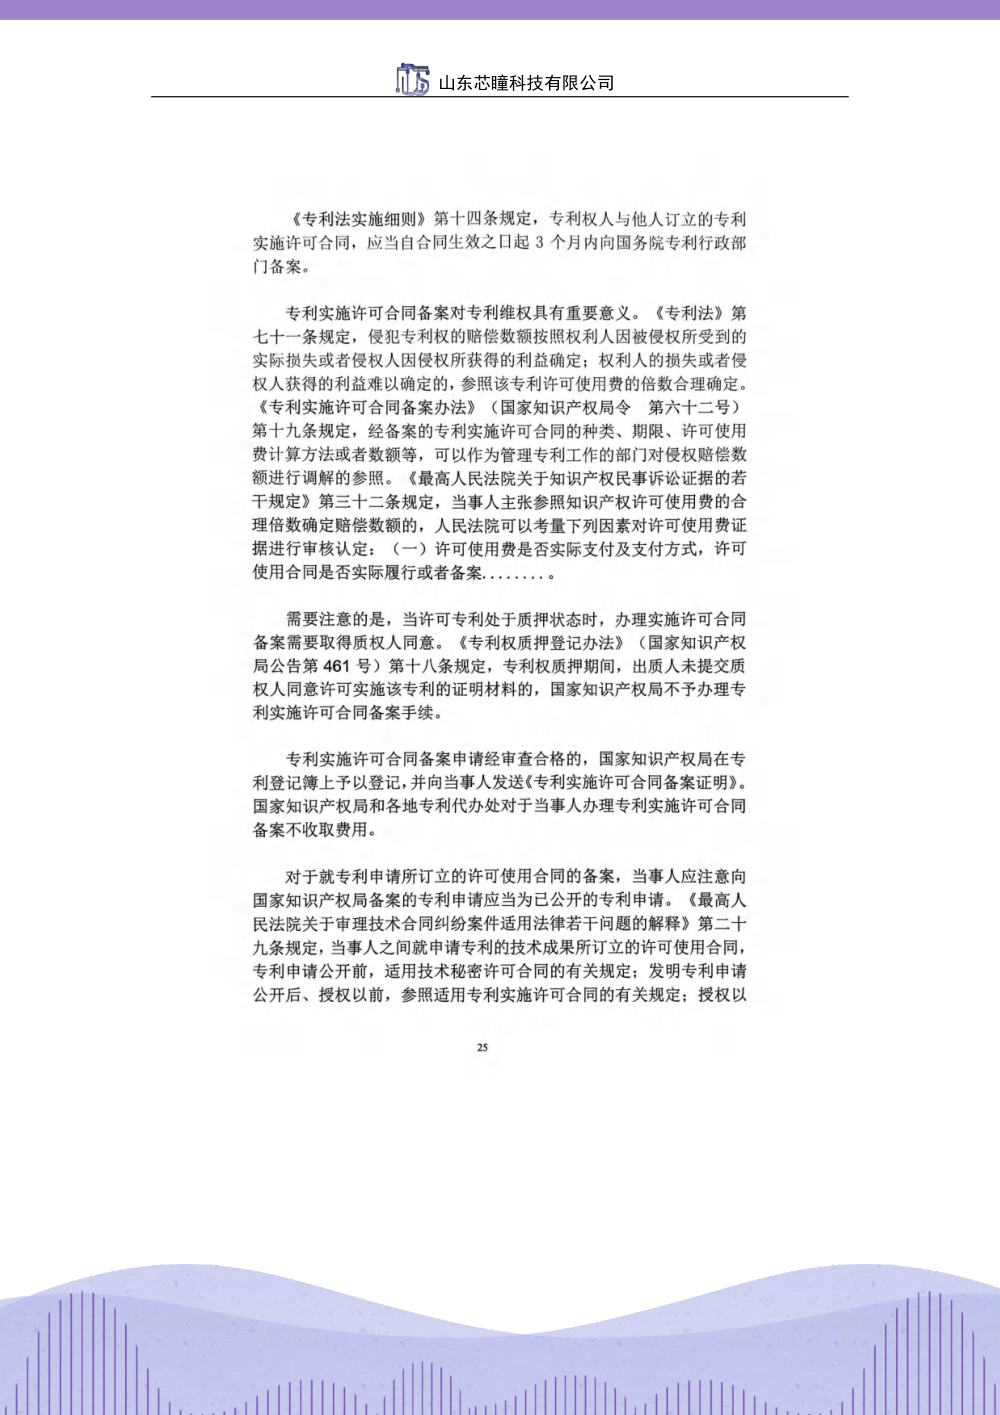 山东芯瞳科技有限公司
《专利法实施细则》第十四条规定，专利权人与他人订立的专利
实施许可合同，应当自合同生效之日起 3 个月内向国务院专利行政部
门备案。
专利实施许可合同备案对专利维权具有重要意义。《专利法》第
七十一条规定，侵犯专利权的赔偿数额按照权利人因被侵权所受到的
实际损失或者侵权人因侵权所获得的利益确定；权利人的损失或者侵
权人获得的利益难以确定的，参照该专利许可使用费的倍数合理确定。
《专利实施许可合同备案办法》（国家知识产权局令　第六十二号）
第十九条规定，经备案的专利实施许可合同的种类、期限、许可使用
费计算方法或者数额等，可以作为管理专利工作的部门对侵权赔偿数
额进行调解的参照。《最高人民法院关于知识产权民事诉讼证据的若
干规定》第三十二条规定，当事人主张参照知识产权许可使用费的合
理倍数确定赔偿数额的，人民法院可以考量下列因素对许可使用费证
据进行审核认定：（一）许可使用费是否实际支付及支付方式，许可
使用合同是否实际履行或者备案........。
需要注意的是，当许可专利处于质押状态时，办理实施许可合同
备案需要取得质权人同意。《专利权质押登记办法》（国家知识产权
局公告第 461 号）第十八条规定，专利权质押期间，出质人未提交质
权人同意许可实施该专利的证明材料的，国家知识产权局不予办理专
利实施许可合同备案手续。
专利实施许可合同备案申请经审查合格的，国家知识产权局在专
利登记簿上予以登记，并向当事人发送《专利实施许可合同备案证明》。
国家知识产权局和各地专利代办处对于当事人办理专利实施许可合同
备案不收取费用。
对于就专利申请所订立的许可使用合同的备案，当事人应注意向
国家知识产权局备案的专利申请应当为已公开的专利申请。《最高人
民法院关于审理技术合同纠纷案件适用法律若干问题的解释》第二十
九条规定，当事人之间就申请专利的技术成果所订立的许可使用合同，
专利申请公开前，适用技术秘密许可合同的有关规定；发明专利申请
公开后、授权以前，参照适用专利实施许可合同的有关规定；授权以
25